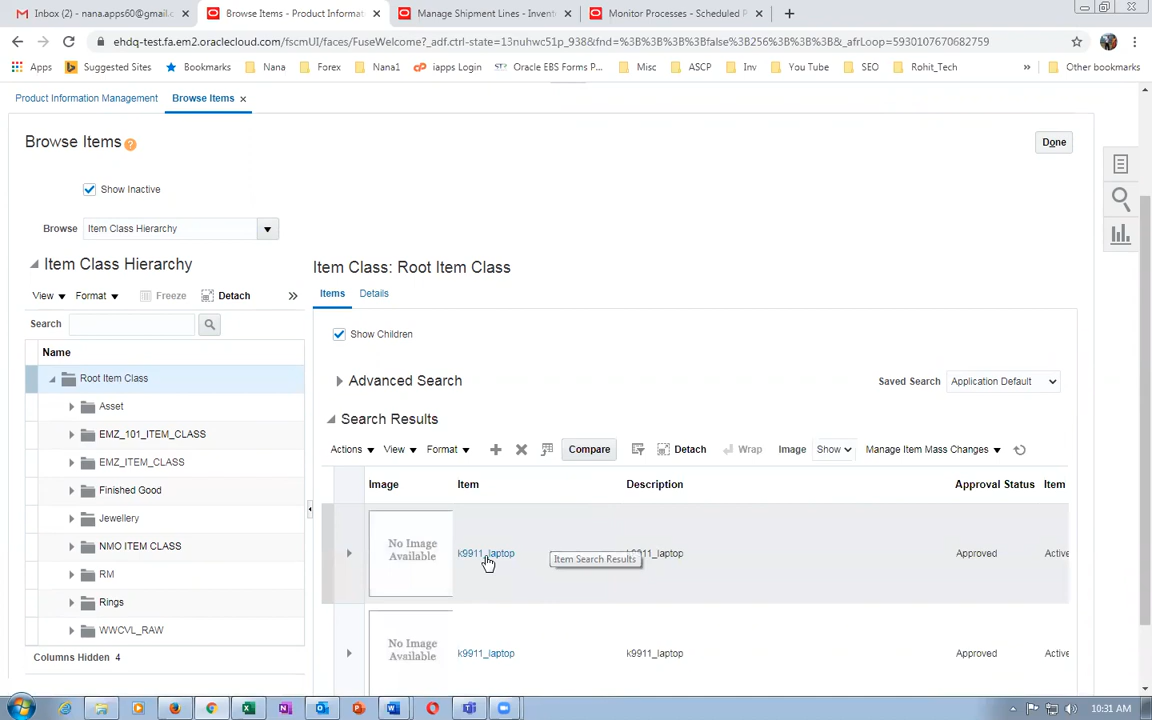 Inbox (2) - nana.apps60@gmail.c
Browse Items - Product Informat
Manage Shipment Lines - Invent
Monitor Processes - Scheduled P
ehdq-test.fa.em2.oraclecloud.com/fscmUI/faces/FuseWelcome?_adf.ctrl-state=13nuhwc51p_938&fnd=%3B%3B%3B%3Bfalse%3B256%3B%3B%3B&_afrLoop=5930107670682759
Apps Suggested Sites Bookmarks Nana Forex Nana1 iapps Login Oracle EBS Forms P... Misc ASCP Inv You Tube SEO Rohit_Tech » Other bookmarks
Product Information Management Browse Items
Browse Items
Done
Show Inactive
Browse Item Class Hierarchy
Item Class Hierarchy
View Format Freeze Detach »
Search
Name
Root Item Class
Asset
EMZ_101_ITEM_CLASS
EMZ_ITEM_CLASS
Finished Good
Jewellery
NMO ITEM CLASS
RM
Rings
WWCVL_RAW
Columns Hidden 4
Item Class: Root Item Class
Items Details
Show Children
Advanced Search
Saved Search Application Default
Search Results
Actions View Format Compare Detach Wrap Image Show Manage Item Mass Changes
Image Item Description Approval Status Item
No Image Available k9911_laptop Item Search Results k9911_laptop Approved Active
No Image Available k9911_laptop k9911_laptop Approved Active
10:31 AM